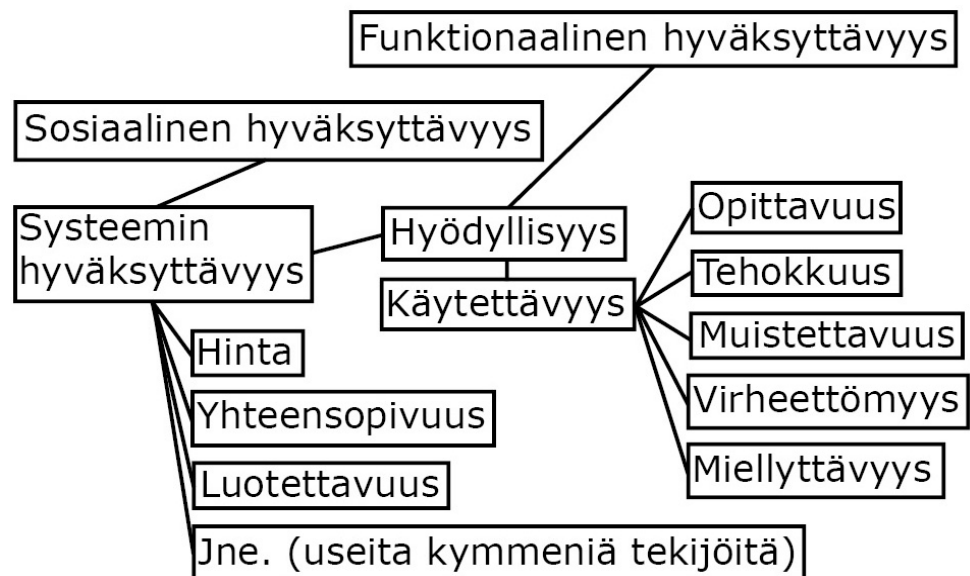 Funktionaalinen hyväksyttävyys
Sosiaalinen hyväksyttävyys
Systeemin
hyväksyttävyys
Hyödyllisyys
Käytettävyys
Opittavuus
Tehokkuus
Muistettavuus
Virheettömyys
Miellyttävyys
Hinta
Yhteensopivuus
Luotettavuus
Jne. (useita kymmeniä tekijöitä)